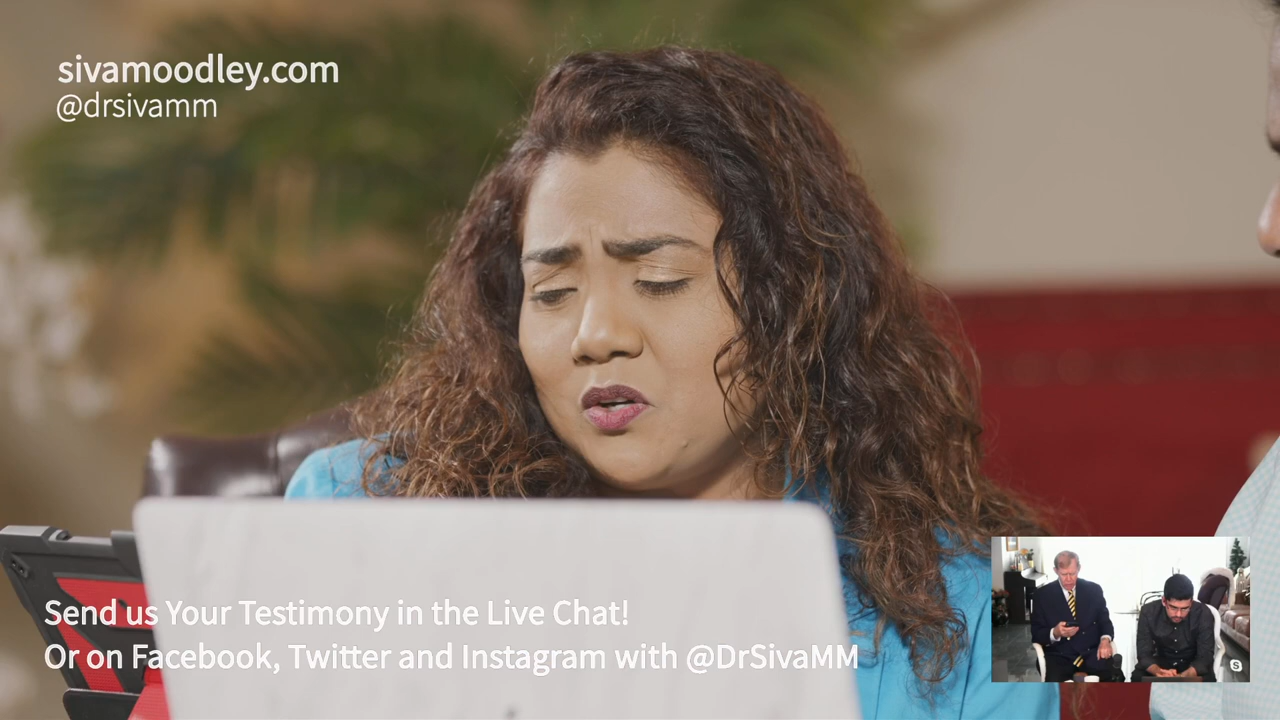 sivamoodley.com
@drsivamm
Send us Your Testimony in the Live Chat!
Or on Facebook, Twitter and Instagram with @DrSivaMM